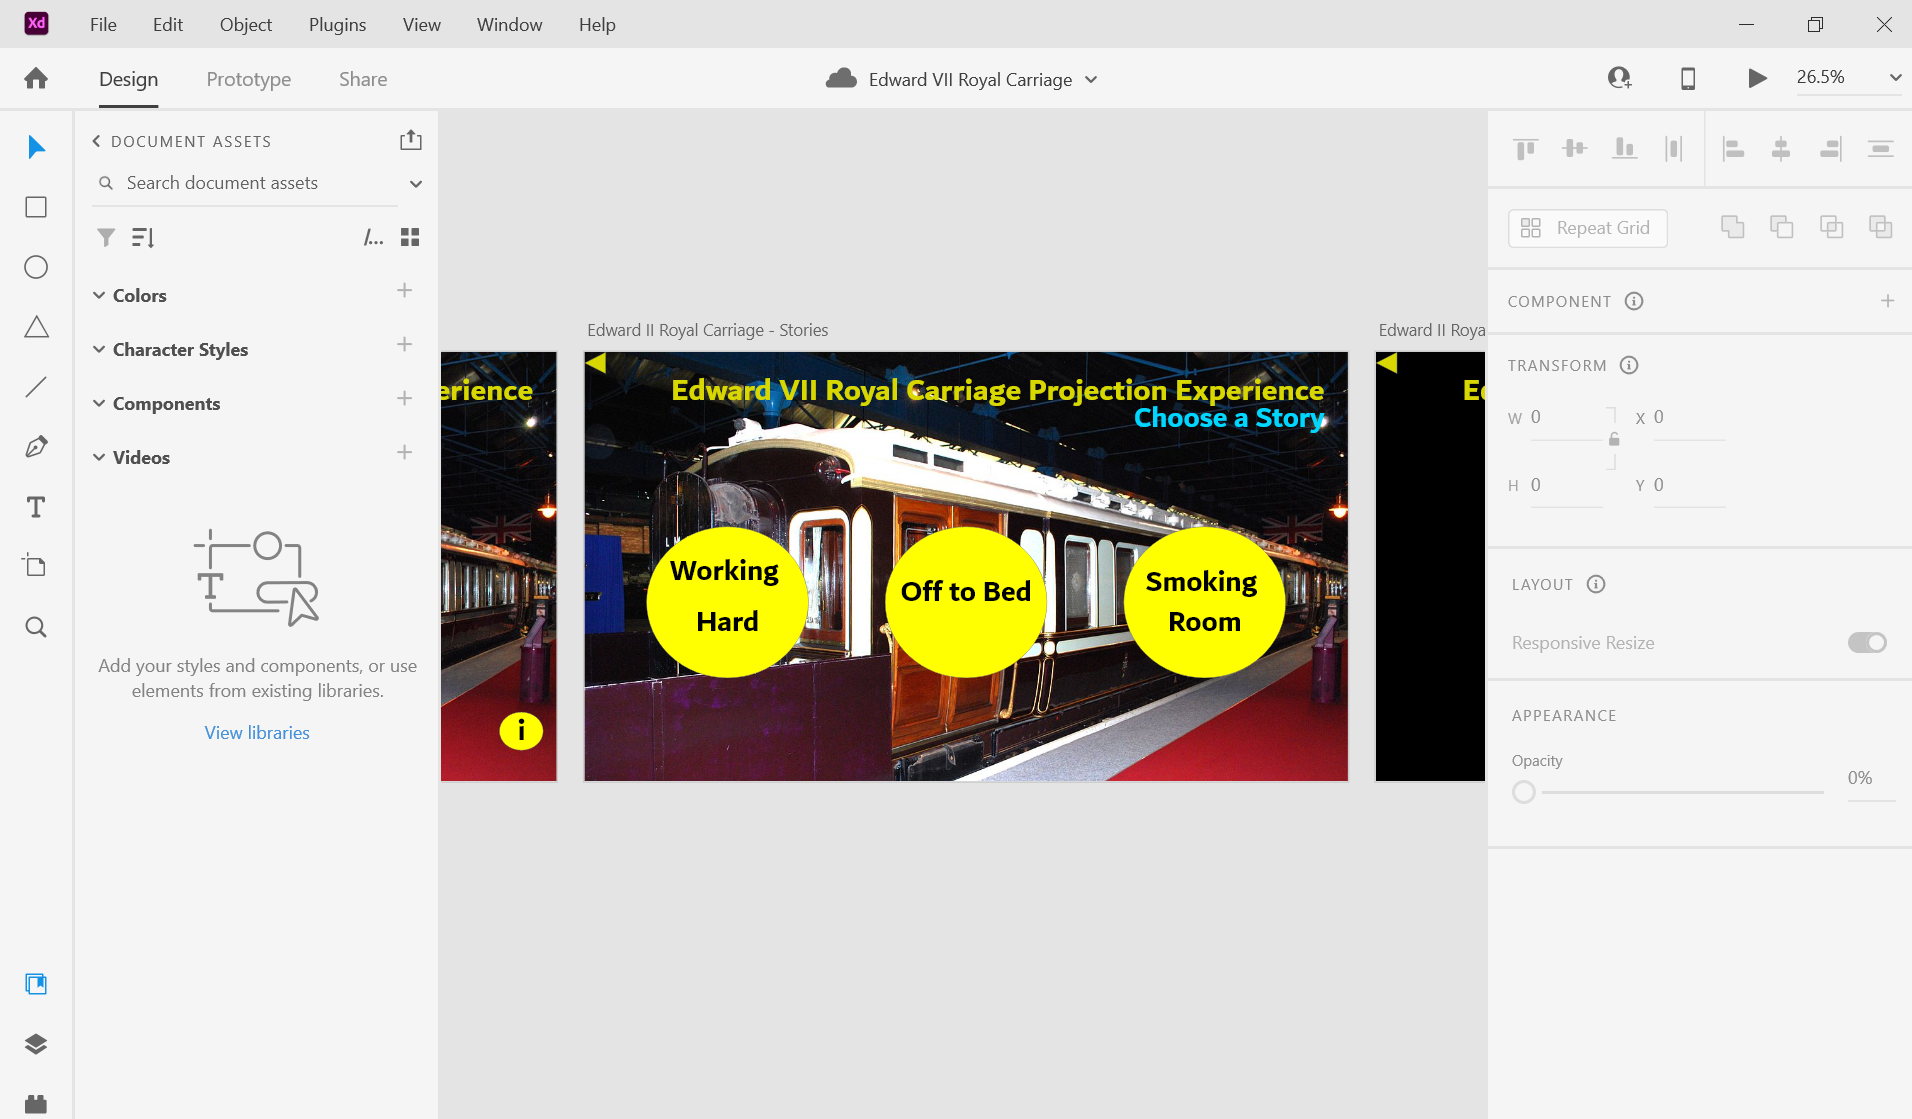 Xd File Edit Object Plugins View Window Help
Design Prototype Share
Edward VII Royal Carriage
26.5%
DOCUMENT ASSETS
Search document assets
/...
Colors
Character Styles
Components
Videos
T
Add your styles and components, or use
elements from existing libraries.
View libraries
erience
i
Edward II Royal Carriage - Stories
Edward VII Royal Carriage Projection Experience
Choose a Story
Working
Hard
Off to Bed
Smoking
Room
Edward II Roya
Ed
Repeat Grid
COMPONENT
TRANSFORM
W 0 X 0
H 0 Y 0
LAYOUT
Responsive Resize
APPEARANCE
Opacity
0%